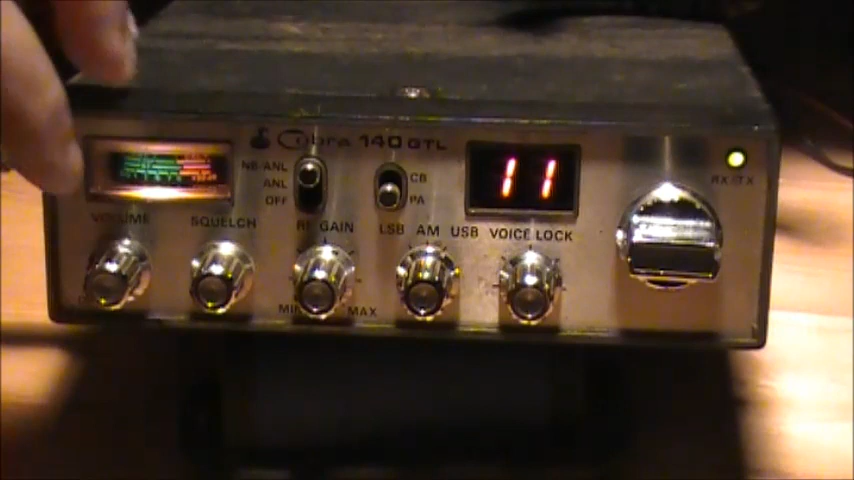 Cobra 140 GTL
NB-ANL
ANL
OFF
CB
PA
11
RX/TX
VOLUME
SQUELCH
RF GAIN
LSB AM USB
VOICE LOCK
MIN
MAX